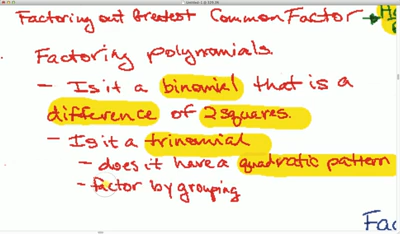 Factoring out Greatest Common Factor →
Factoring polynomials.
- Is it a binomial that is a
difference of 2 squares.
- Is it a trinomial
- does it have a quadratic pattern
- factor by grouping
Fac